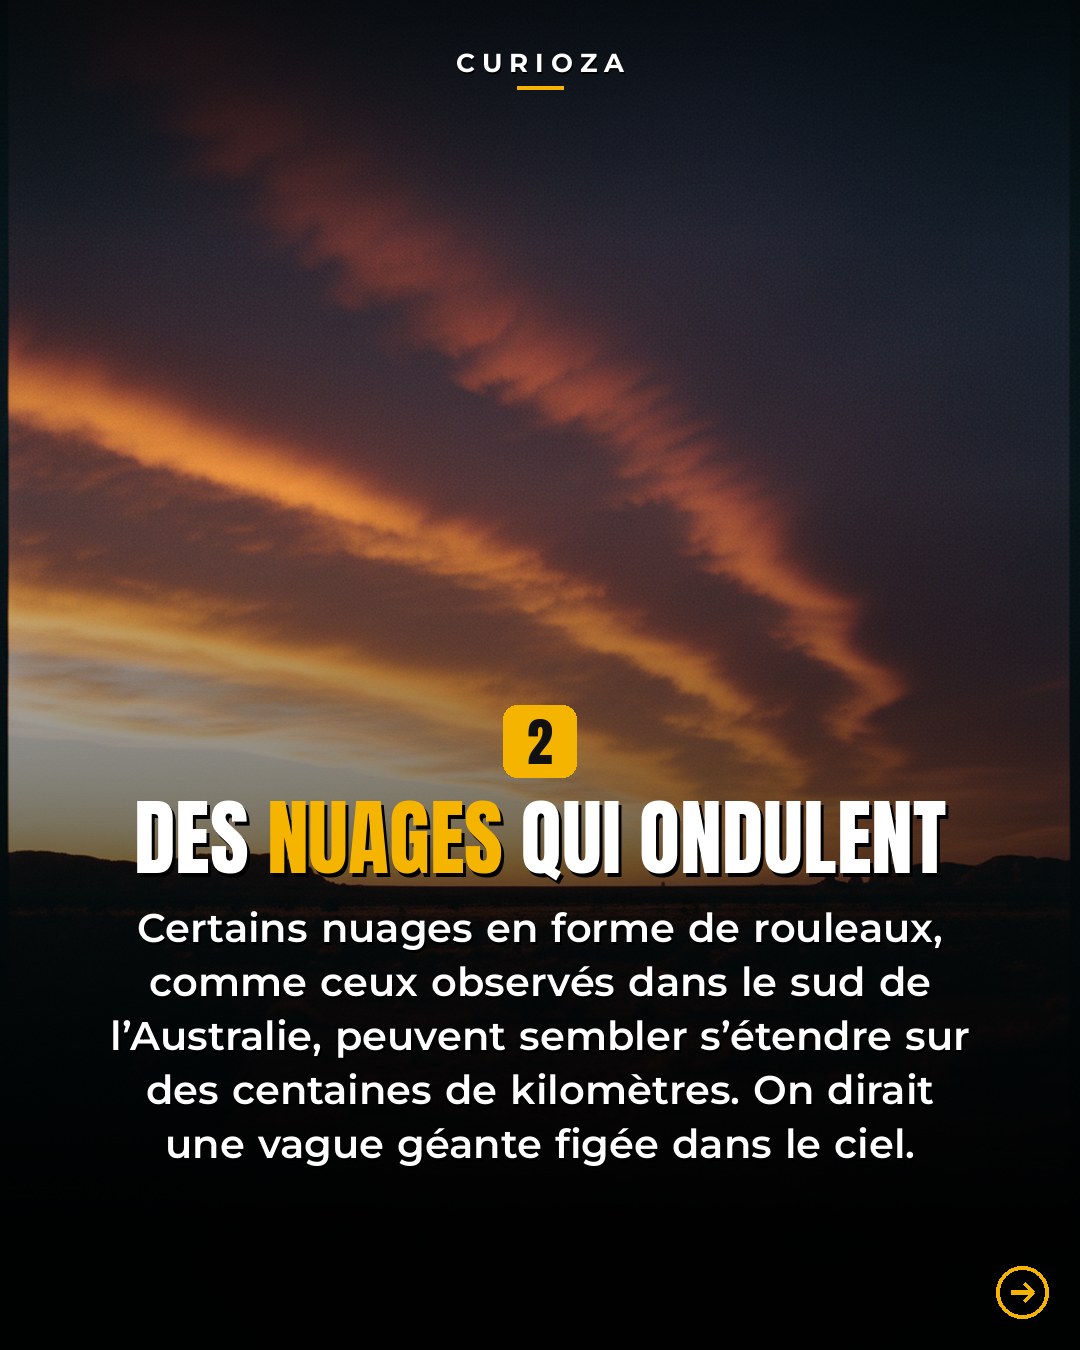 CURIOZA
2
DES NUAGES QUI ONDULENT
Certains nuages en forme de rouleaux,
comme ceux observés dans le sud de
l’Australie, peuvent sembler s’étendre sur
des centaines de kilomètres. On dirait
une vague géante figée dans le ciel.